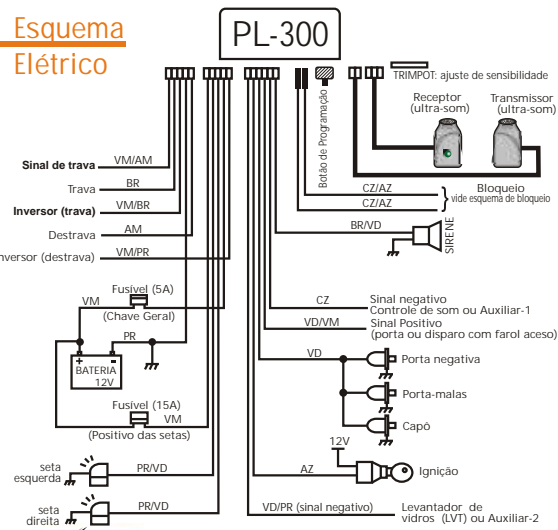 Esquema
Elétrico
PL-300
TRIMPOT: ajuste de sensibilidade
Botão de Programação
Receptor
(ultra-som)
Transmissor
(ultra-som)
Sinal de trava VM/AM
Trava BR
Inversor (trava) VM/BR
Destrava AM
nversor (destrava) VM/PR
CZ/AZ
CZ/AZ
Bloqueio
vide esquema de bloqueio
BR/VD
SIRENE
Fusível (5A)
VM
(Chave Geral)
PR
+ -
BATERIA
12V
Fusível (15A)
VM
(Positivo das setas)
CZ
Sinal negativo
Controle de som ou Auxiliar-1
VD/VM
Sinal Positivo
(porta ou disparo com farol aceso)
VD
Porta negativa
Porta-malas
Capô
12V
AZ
Ignição
seta
esquerda
PR/VD
seta
direita
PR/VD
VD/PR (sinal negativo)
Levantador de
vidros (LVT) ou Auxiliar-2